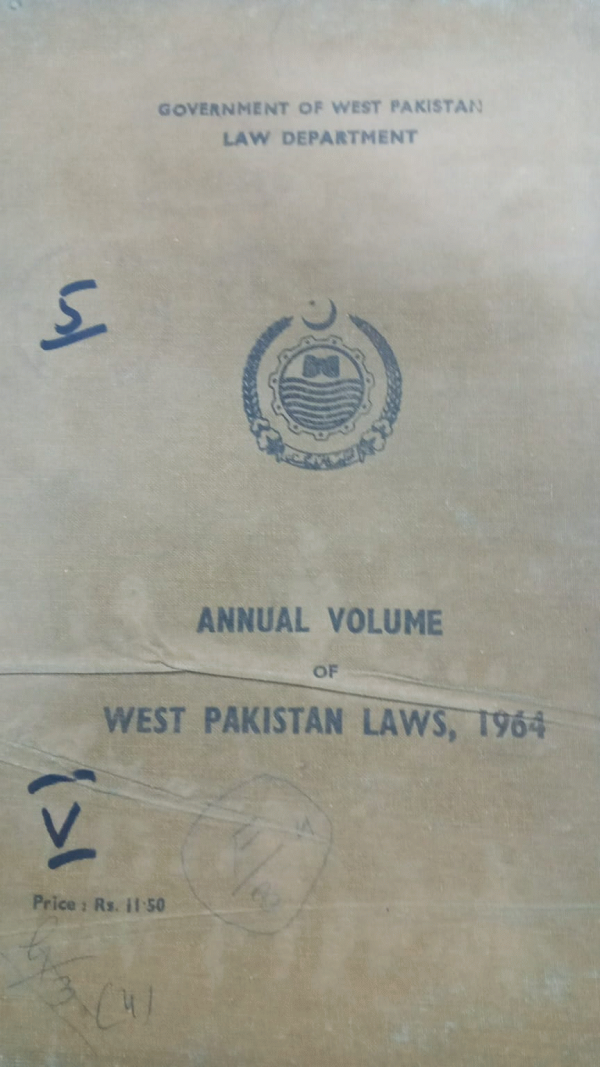 GOVERNMENT OF WEST PAKISTAN
LAW DEPARTMENT
5
ANNUAL VOLUME
OF
WEST PAKISTAN LAWS, 1964
V
Price : Rs. 11·50